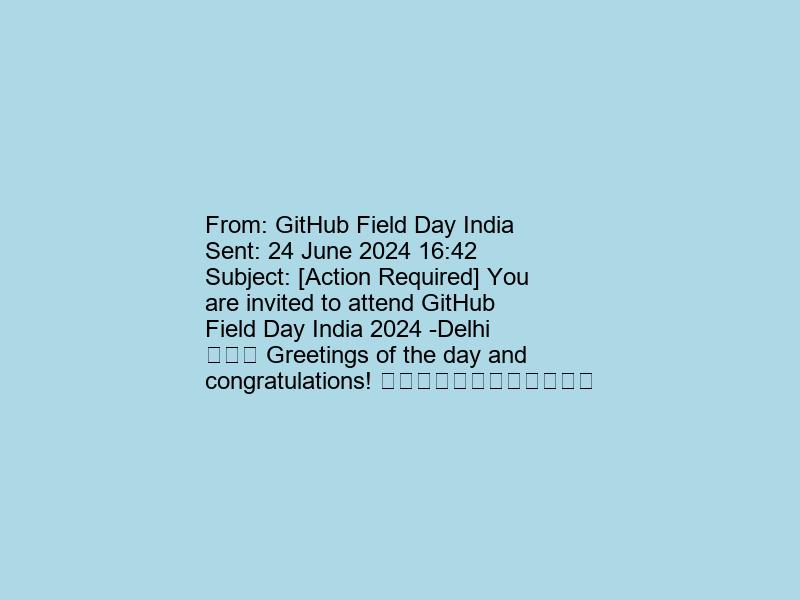 From: GitHub Field Day India
Sent: 24 June 2024 16:42
Subject: [Action Required] You
are invited to attend GitHub
Field Day India 2024 -Delhi
Greetings of the day and
congratulations!